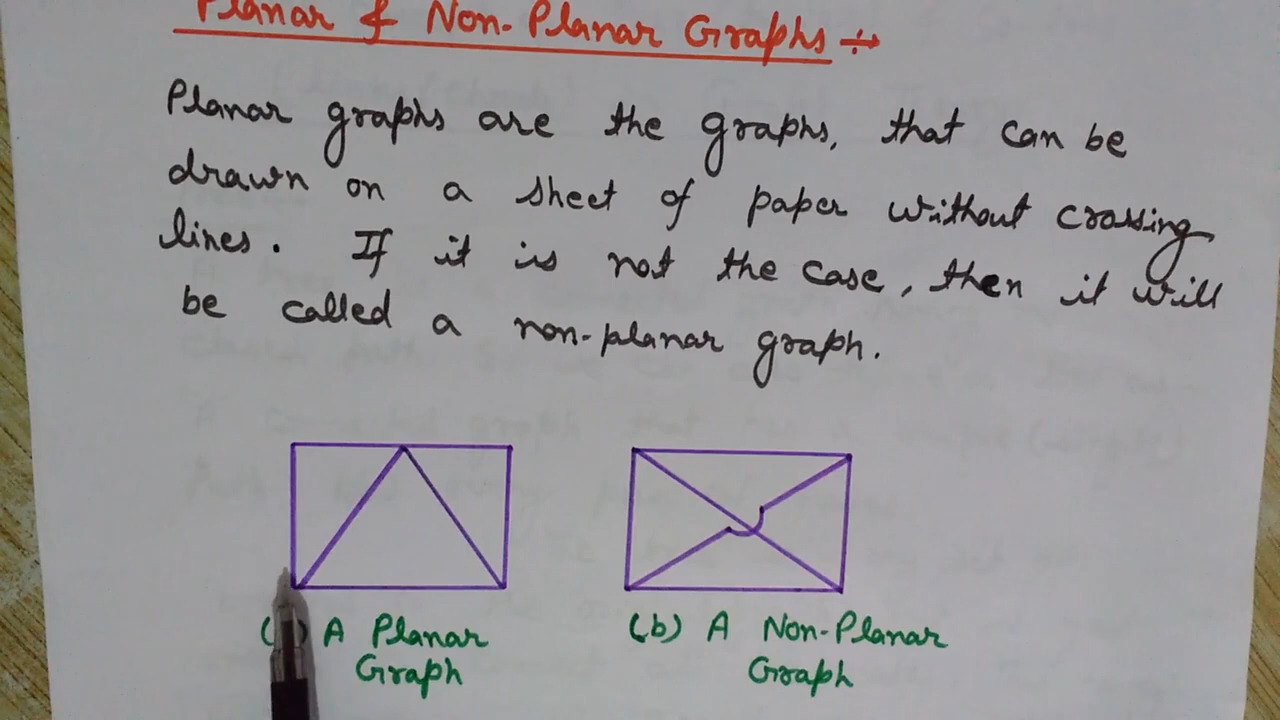 Planar & Non-Planar Graphs ÷
Planar graphs are the graphs, that can be
drawn on a sheet of paper without crossing
lines. If it is not the case, then it will
be called a non-planar graph.
A Planar
Graph
(b) A Non-Planar
Graph